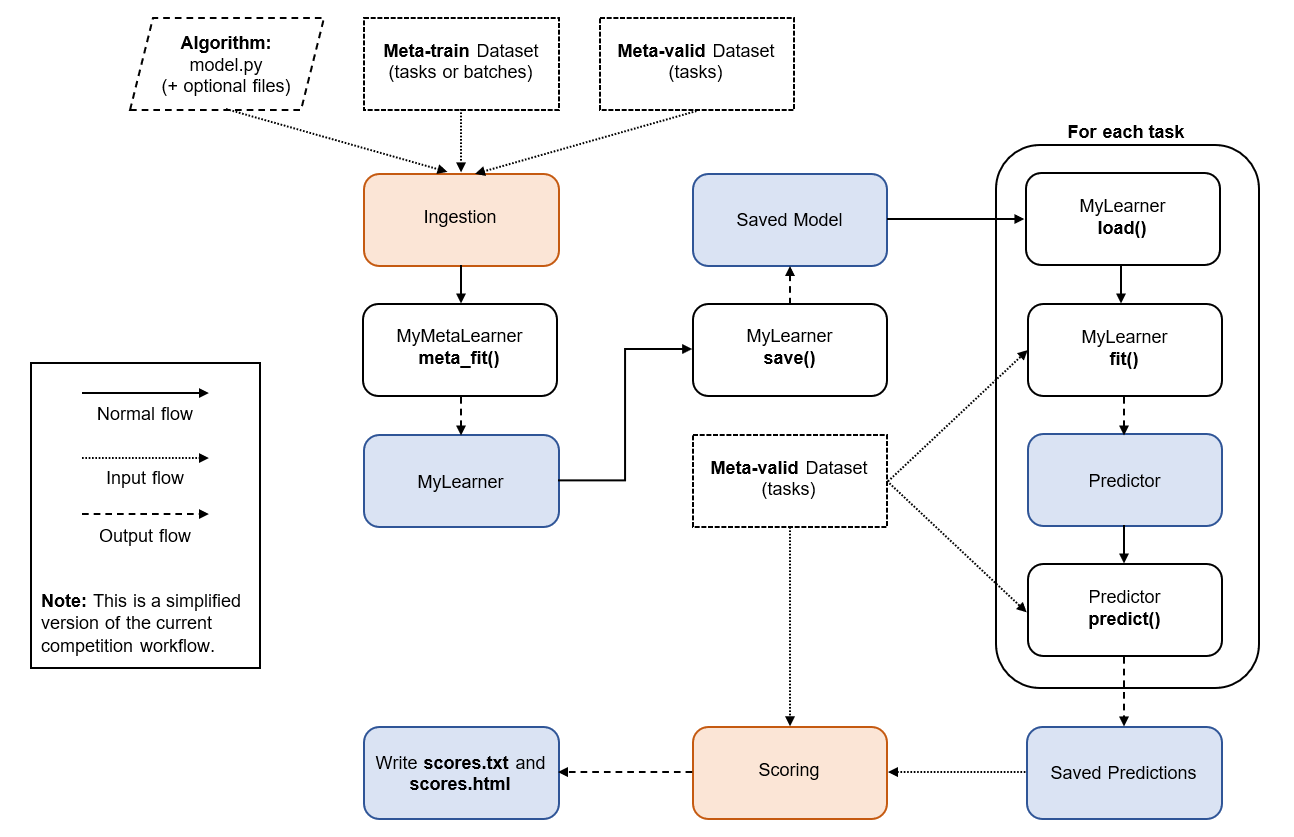 Algorithm:
model.py
(+ optional files)
Meta-train Dataset
(tasks or batches)
Meta-valid Dataset
(tasks)
For each task
Ingestion
Saved Model
MyLearner
load()
MyMetaLearner
meta_fit()
MyLearner
save()
MyLearner
fit()
Normal flow
Input flow
Output flow
Note: This is a simplified
version of the current
competition workflow.
MyLearner
Meta-valid Dataset
(tasks)
Predictor
Predictor
predict()
Write scores.txt and
scores.html
Scoring
Saved Predictions